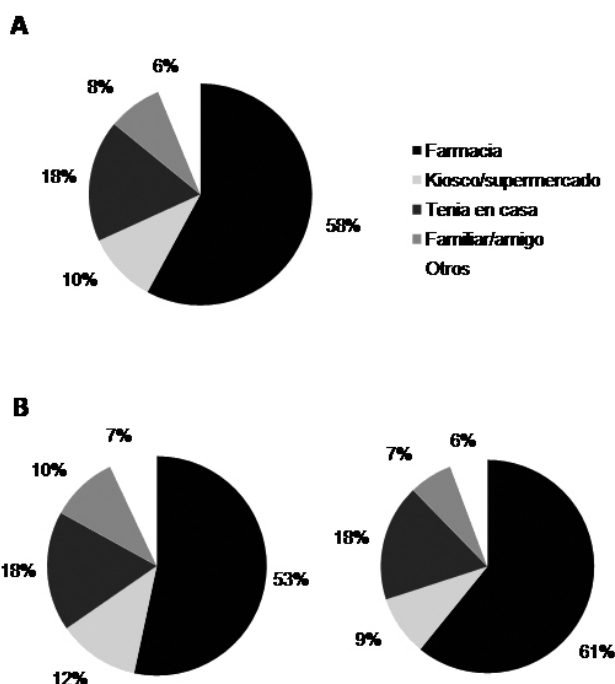 A
6%
8%
18%
10%
58%
Farmacia
Kiosco/supermercado
Tenia en casa
Familiar/amigo
Otros
B
7%
10%
18%
12%
53%
6%
7%
18%
9%
61%